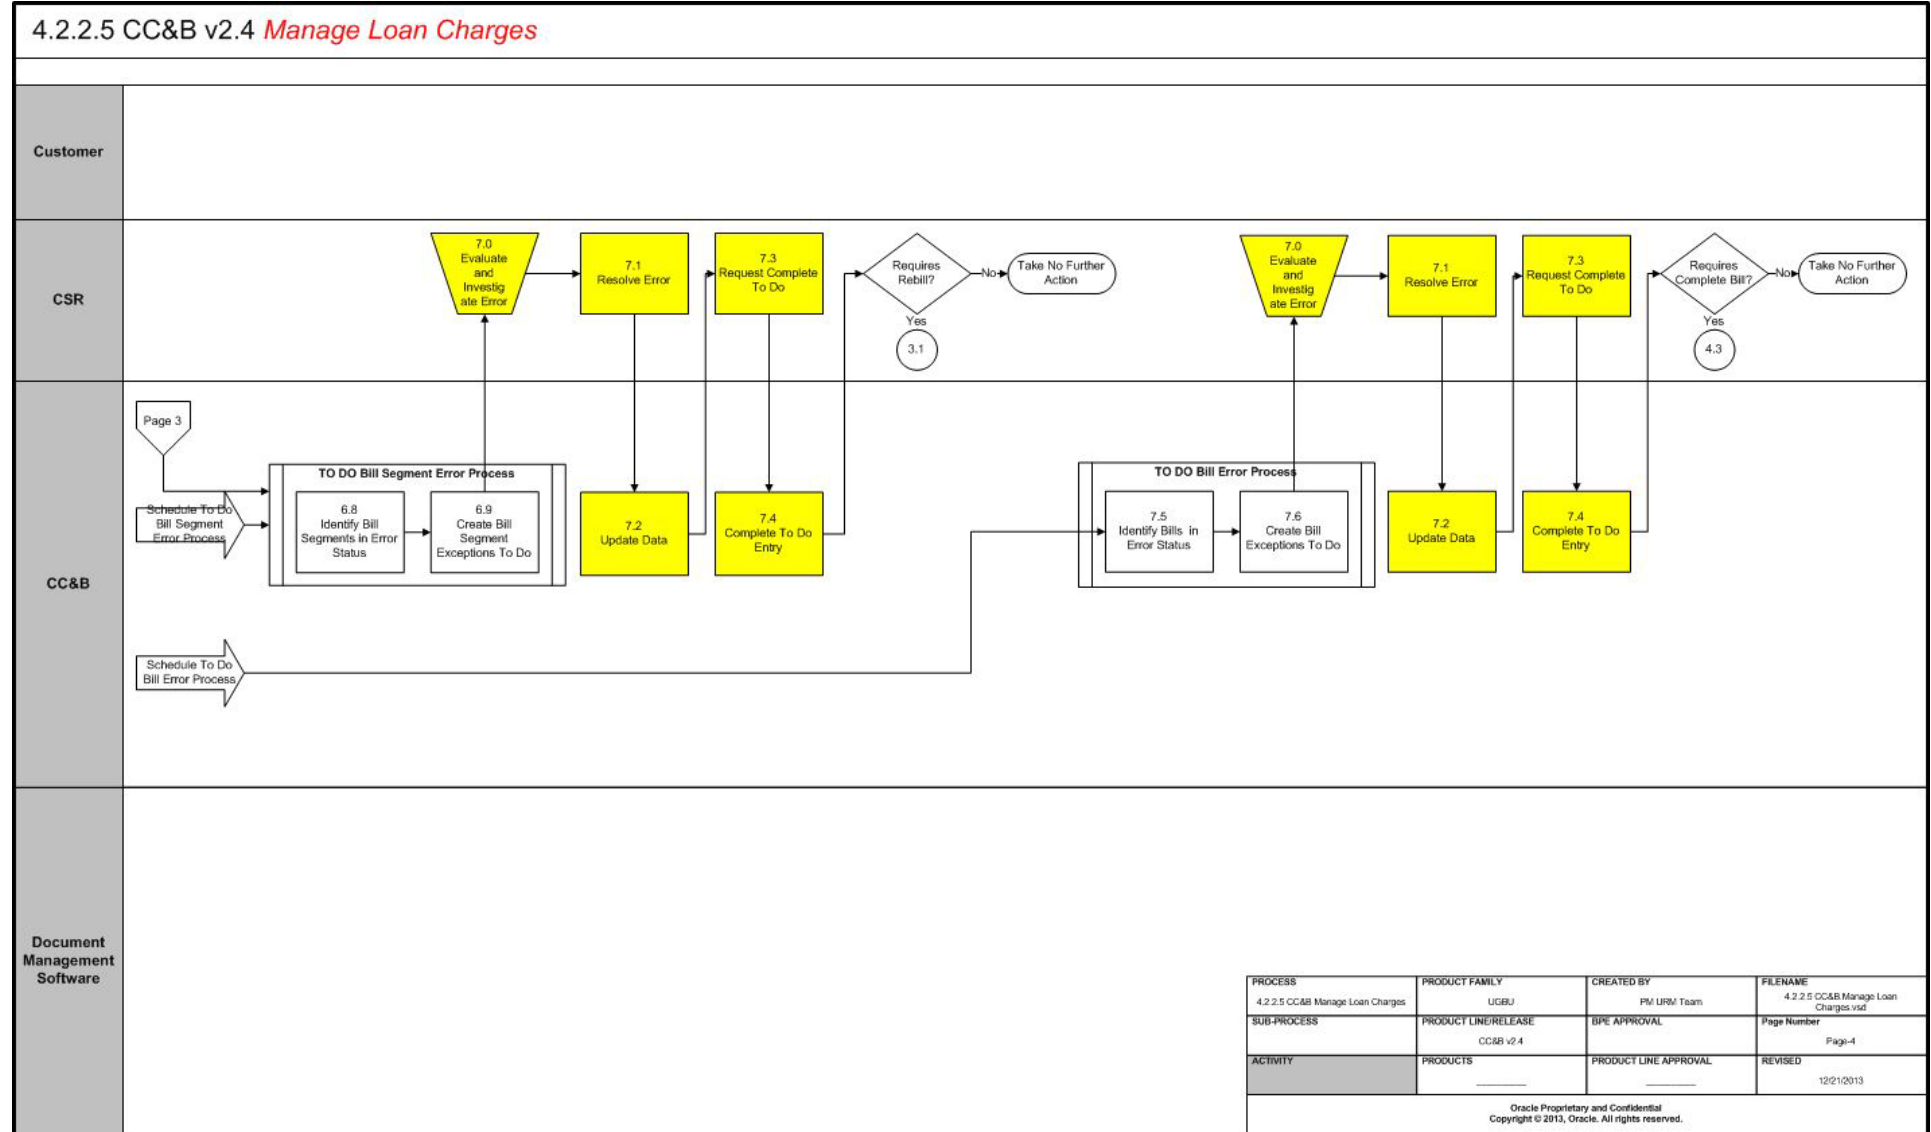 4.2.2.5 CC&B v2.4 Manage Loan Charges
Customer
CSR
7.0
Evaluate
and
Investig
ate Error
7.1
Resolve Error
7.3
Request Complete
To Do
Requires
Rebill?
No
Take No Further
Action
Yes
3.1
7.0
Evaluate
and
Investig
ate Error
7.1
Resolve Error
7.3
Request Complete
To Do
Requires
Complete Bill?
No
Take No Further
Action
Yes
4.3
CC&B
Page 3
Schedule To Do
Bill Segment
Error Process
TO DO Bill Segment Error Process
6.8
Identify Bill
Segments in Error
Status
6.9
Create Bill
Segment
Exceptions To Do
7.2
Update Data
7.4
Complete To Do
Entry
TO DO Bill Error Process
7.5
Identify Bills in
Error Status
7.6
Create Bill
Exceptions To Do
7.2
Update Data
7.4
Complete To Do
Entry
Schedule To Do
Bill Error Process
Document
Management
Software
PROCESS
4.2.2.5 CC&B Manage Loan Charges
PRODUCT FAMILY
UGBU
CREATED BY
PM URM Team
FILENAME
4.2.2.5 CC&B.Manage Loan
Charges.vsd
SUB-PROCESS
PRODUCT LINE/RELEASE
CC&B v2.4
BPE APPROVAL
Page Number
Page-4
ACTIVITY
PRODUCTS
PRODUCT LINE APPROVAL
REVISED
12/21/2013
Oracle Proprietary and Confidential
Copyright © 2013, Oracle. All rights reserved.